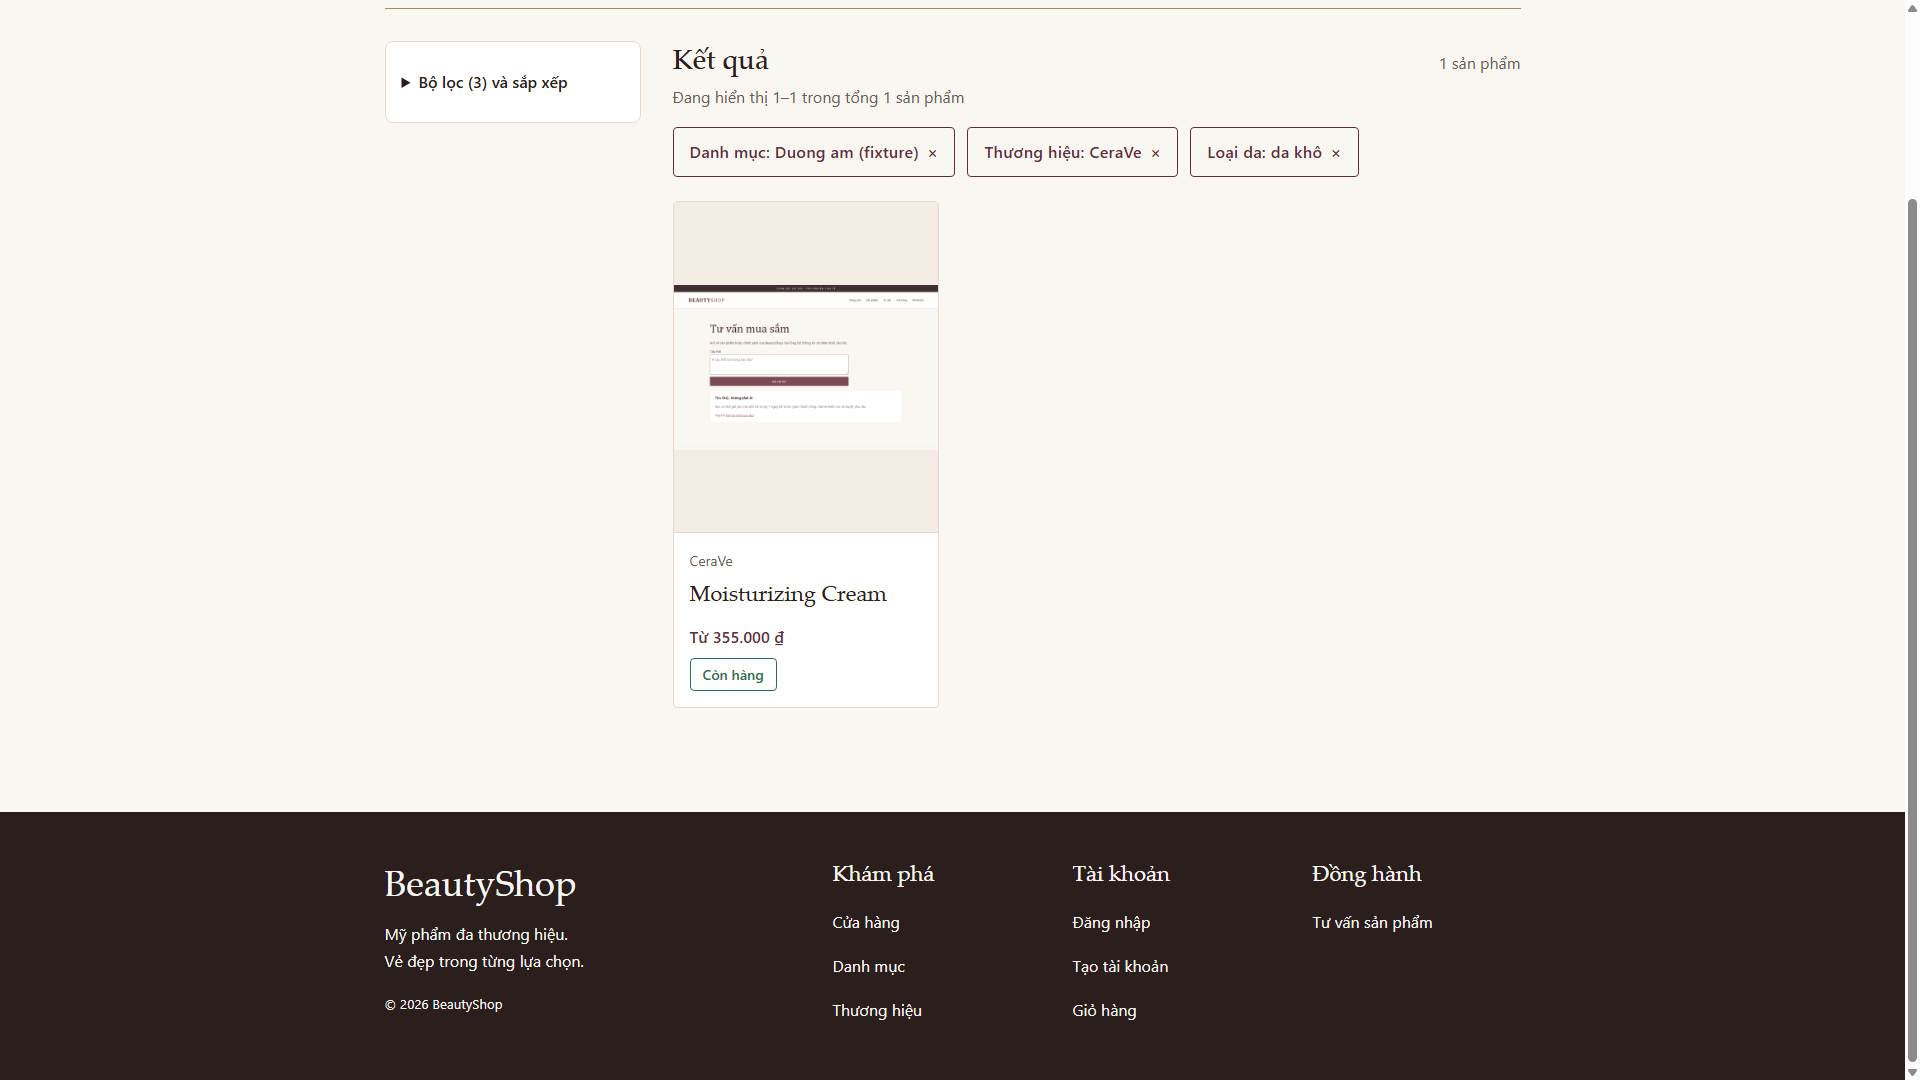 ▶ Bộ lọc (3) và sắp xếp
Kết quả
1 sản phẩm
Đang hiển thị 1–1 trong tổng 1 sản phẩm
Danh mục: Duong am (fixture) ×
Thương hiệu: CeraVe ×
Loại da: da khô ×
BEAUTYSHOP
Tư vấn mua sắm
CeraVe
Moisturizing Cream
Từ 355.000 ₫
Còn hàng
BeautyShop
Mỹ phẩm đa thương hiệu.
Vẻ đẹp trong từng lựa chọn.
© 2026 BeautyShop
Khám phá
Cửa hàng
Danh mục
Thương hiệu
Tài khoản
Đăng nhập
Tạo tài khoản
Giỏ hàng
Đồng hành
Tư vấn sản phẩm